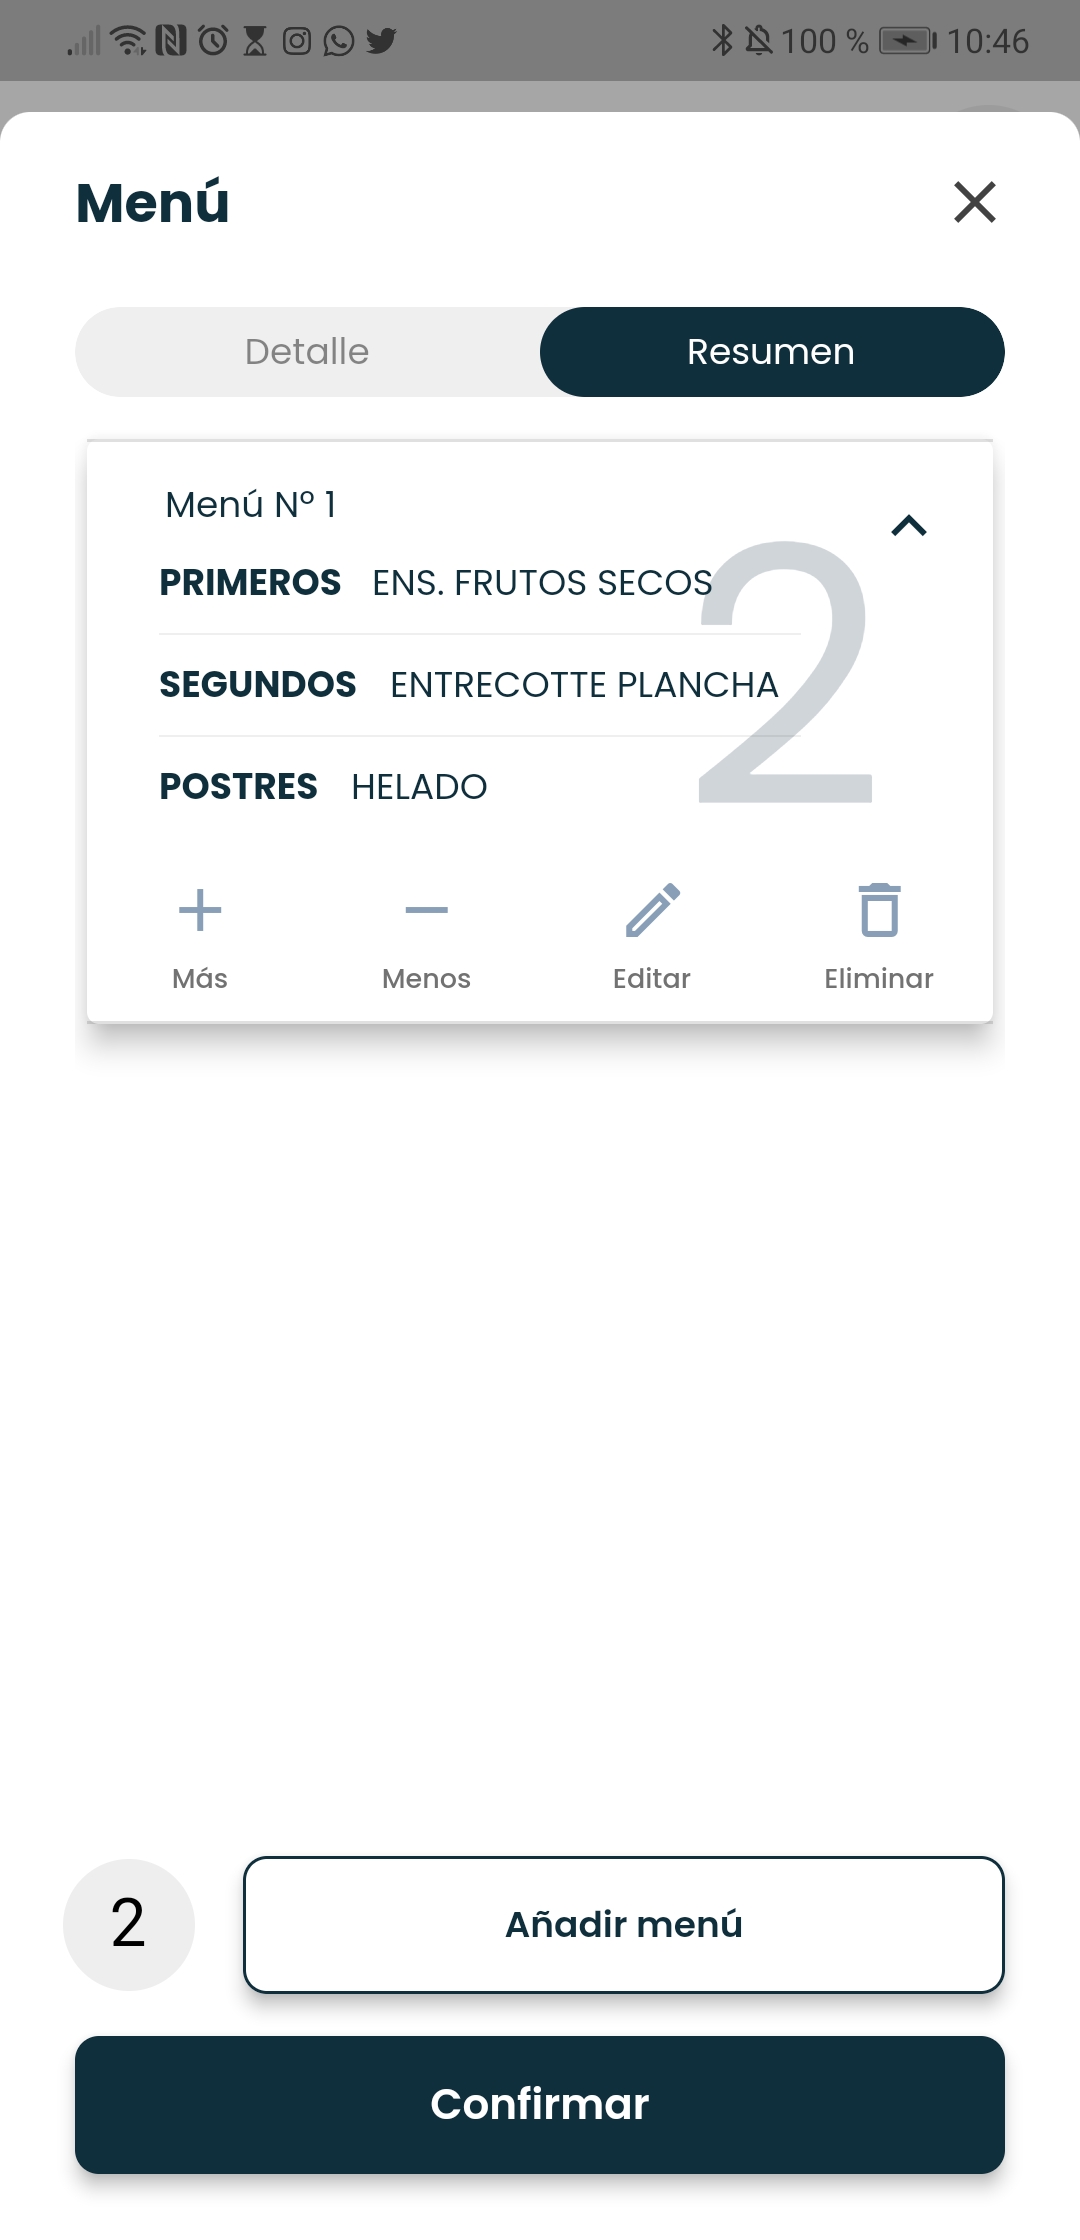 100 % 10:46
Menú
Detalle Resumen
Menú Nº 1
PRIMEROS ENS. FRUTOS SECOS
2
SEGUNDOS ENTRECOTTE PLANCHA
POSTRES HELADO
Más Menos Editar Eliminar
2 Añadir menú
Confirmar